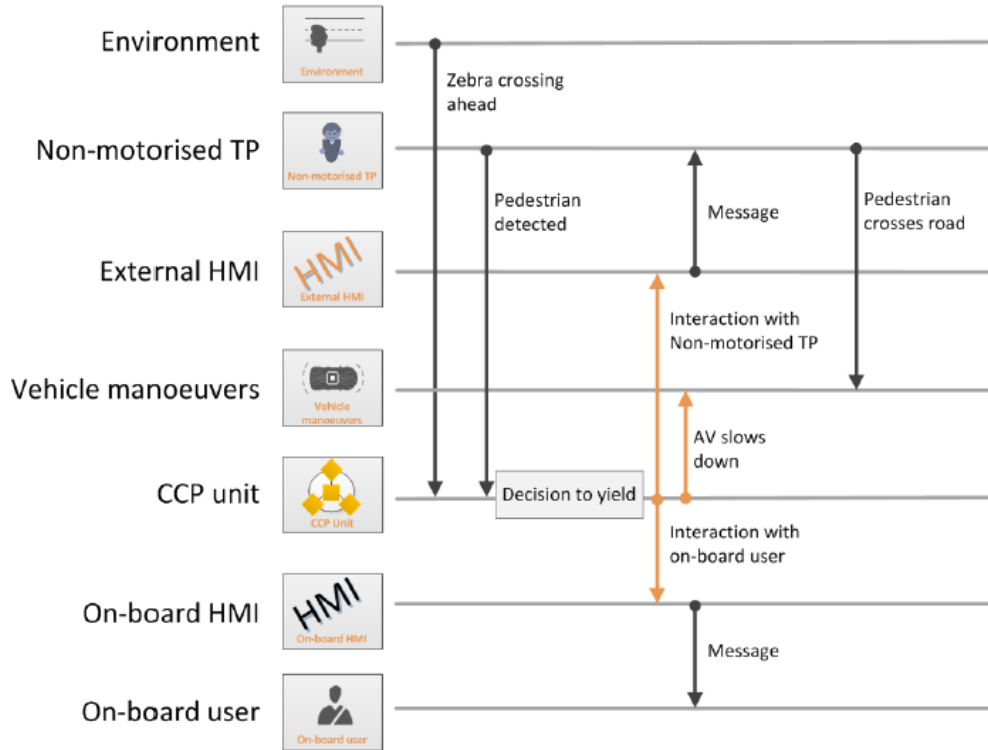 Environment
Environment
Zebra crossing
ahead
Non-motorised TP
Non-motorised TP
Pedestrian
detected
Message
Pedestrian
crosses road
External HMI
HMI
External HMI
Interaction with
Non-motorised TP
Vehicle manoeuvers
Vehicle
manoeuvers
AV slows
down
CCP unit
CCP Unit
Decision to yield
Interaction with
on-board user
On-board HMI
HMI
On-board HMI
Message
On-board user
On-board user